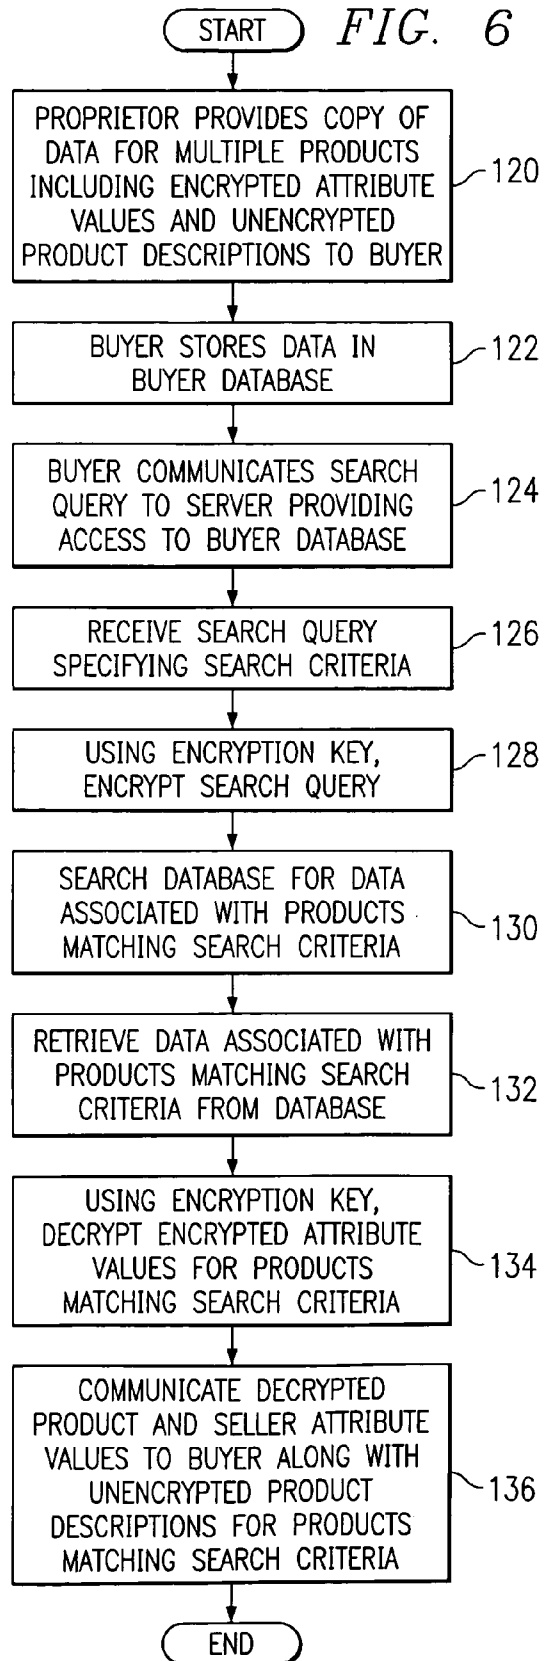 START FIG. 6
PROPRIETOR PROVIDES COPY OF
DATA FOR MULTIPLE PRODUCTS
INCLUDING ENCRYPTED ATTRIBUTE
VALUES AND UNENCRYPTED
PRODUCT DESCRIPTIONS TO BUYER
120
BUYER STORES DATA IN
BUYER DATABASE
122
BUYER COMMUNICATES SEARCH
QUERY TO SERVER PROVIDING
ACCESS TO BUYER DATABASE
124
RECEIVE SEARCH QUERY
SPECIFYING SEARCH CRITERIA
126
USING ENCRYPTION KEY,
ENCRYPT SEARCH QUERY
128
SEARCH DATABASE FOR DATA
ASSOCIATED WITH PRODUCTS
MATCHING SEARCH CRITERIA
130
RETRIEVE DATA ASSOCIATED WITH
PRODUCTS MATCHING SEARCH
CRITERIA FROM DATABASE
132
USING ENCRYPTION KEY,
DECRYPT ENCRYPTED ATTRIBUTE
VALUES FOR PRODUCTS
MATCHING SEARCH CRITERIA
134
COMMUNICATE DECRYPTED
PRODUCT AND SELLER ATTRIBUTE
VALUES TO BUYER ALONG WITH
UNENCRYPTED PRODUCT
DESCRIPTIONS FOR PRODUCTS
MATCHING SEARCH CRITERIA
136
END